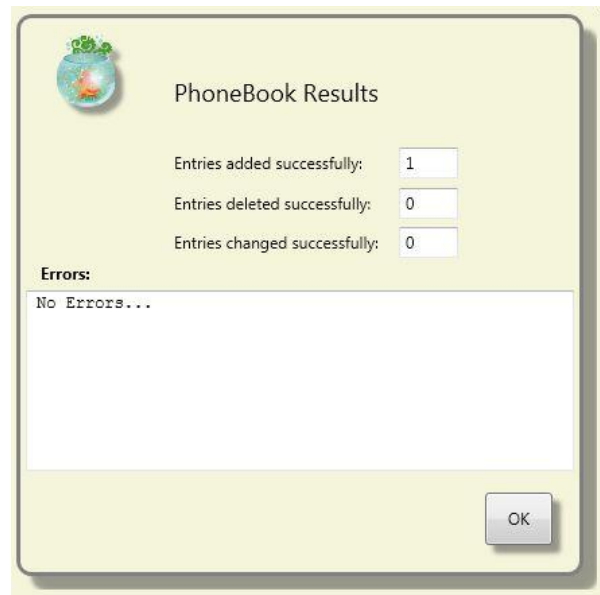 PhoneBook Results
Entries added successfully: 1
Entries deleted successfully: 0
Entries changed successfully: 0
Errors:
No Errors...
OK